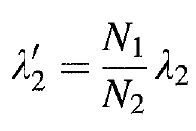 λ′₂ = N₁/N₂ λ₂